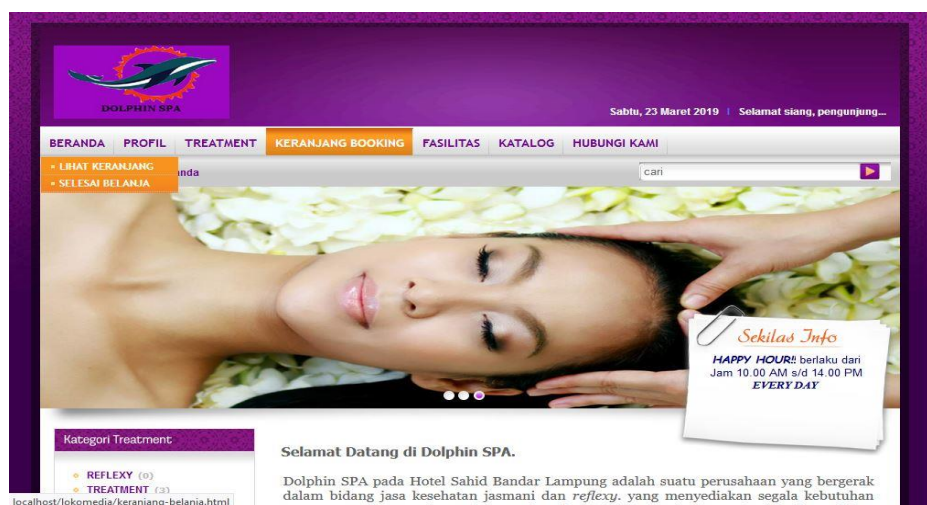 DOLPHIN SPA
Sabtu, 23 Maret 2019 | Selamat siang, pengunjung...
BERANDA PROFIL TREATMENT KERANJANG BOOKING FASILITAS KATALOG HUBUNGI KAMI
» LIHAT KERANJANG
» SELESAI BELANJA
nda
cari
Sekilas Info
HAPPY HOUR!! berlaku dari
Jam 10.00 AM s/d 14.00 PM
EVERY DAY
Kategori Treatment
REFLEXY (0)
TREATMENT (3)
Selamat Datang di Dolphin SPA.
Dolphin SPA pada Hotel Sahid Bandar Lampung adalah suatu perusahaan yang bergerak
dalam bidang jasa kesehatan jasmani dan reflexy. yang menyediakan segala kebutuhan
localhost/lokomedia/keranjang-belanja.html